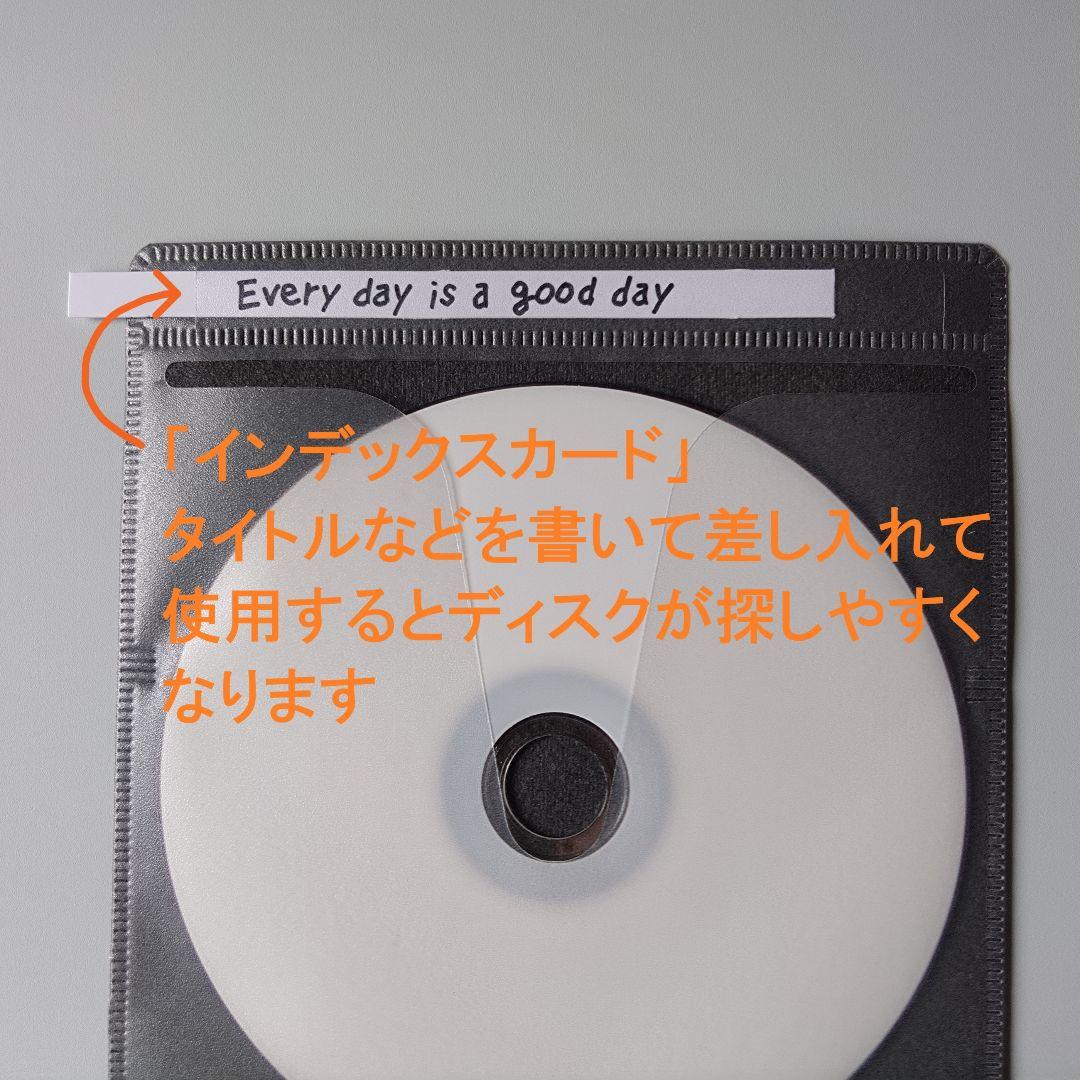 Every day is a good day
「インデックスカード」
タイトルなどを書いて差し入れて
使用するとディスクが探しやすく
なります